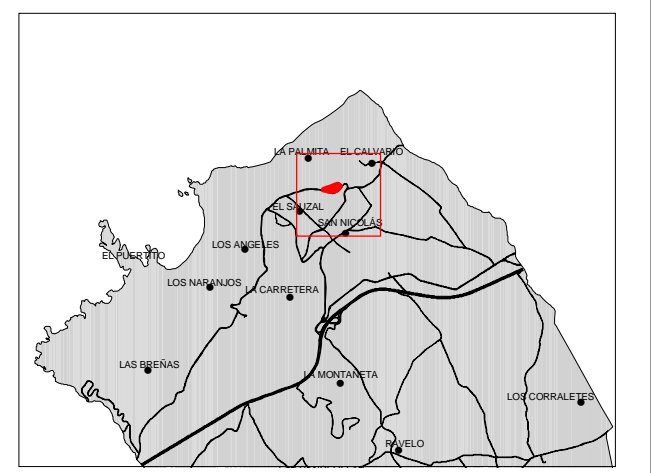 LA PALMITA
EL CALVARIO
EL SAUZAL
SAN NICOLÁS
LOS ANGELES
EL PUERTITO
LOS NARANJOS
LA CARRETERA
LAS BREÑAS
LA MONTAÑETA
LOS CORRALETES
RAVELO